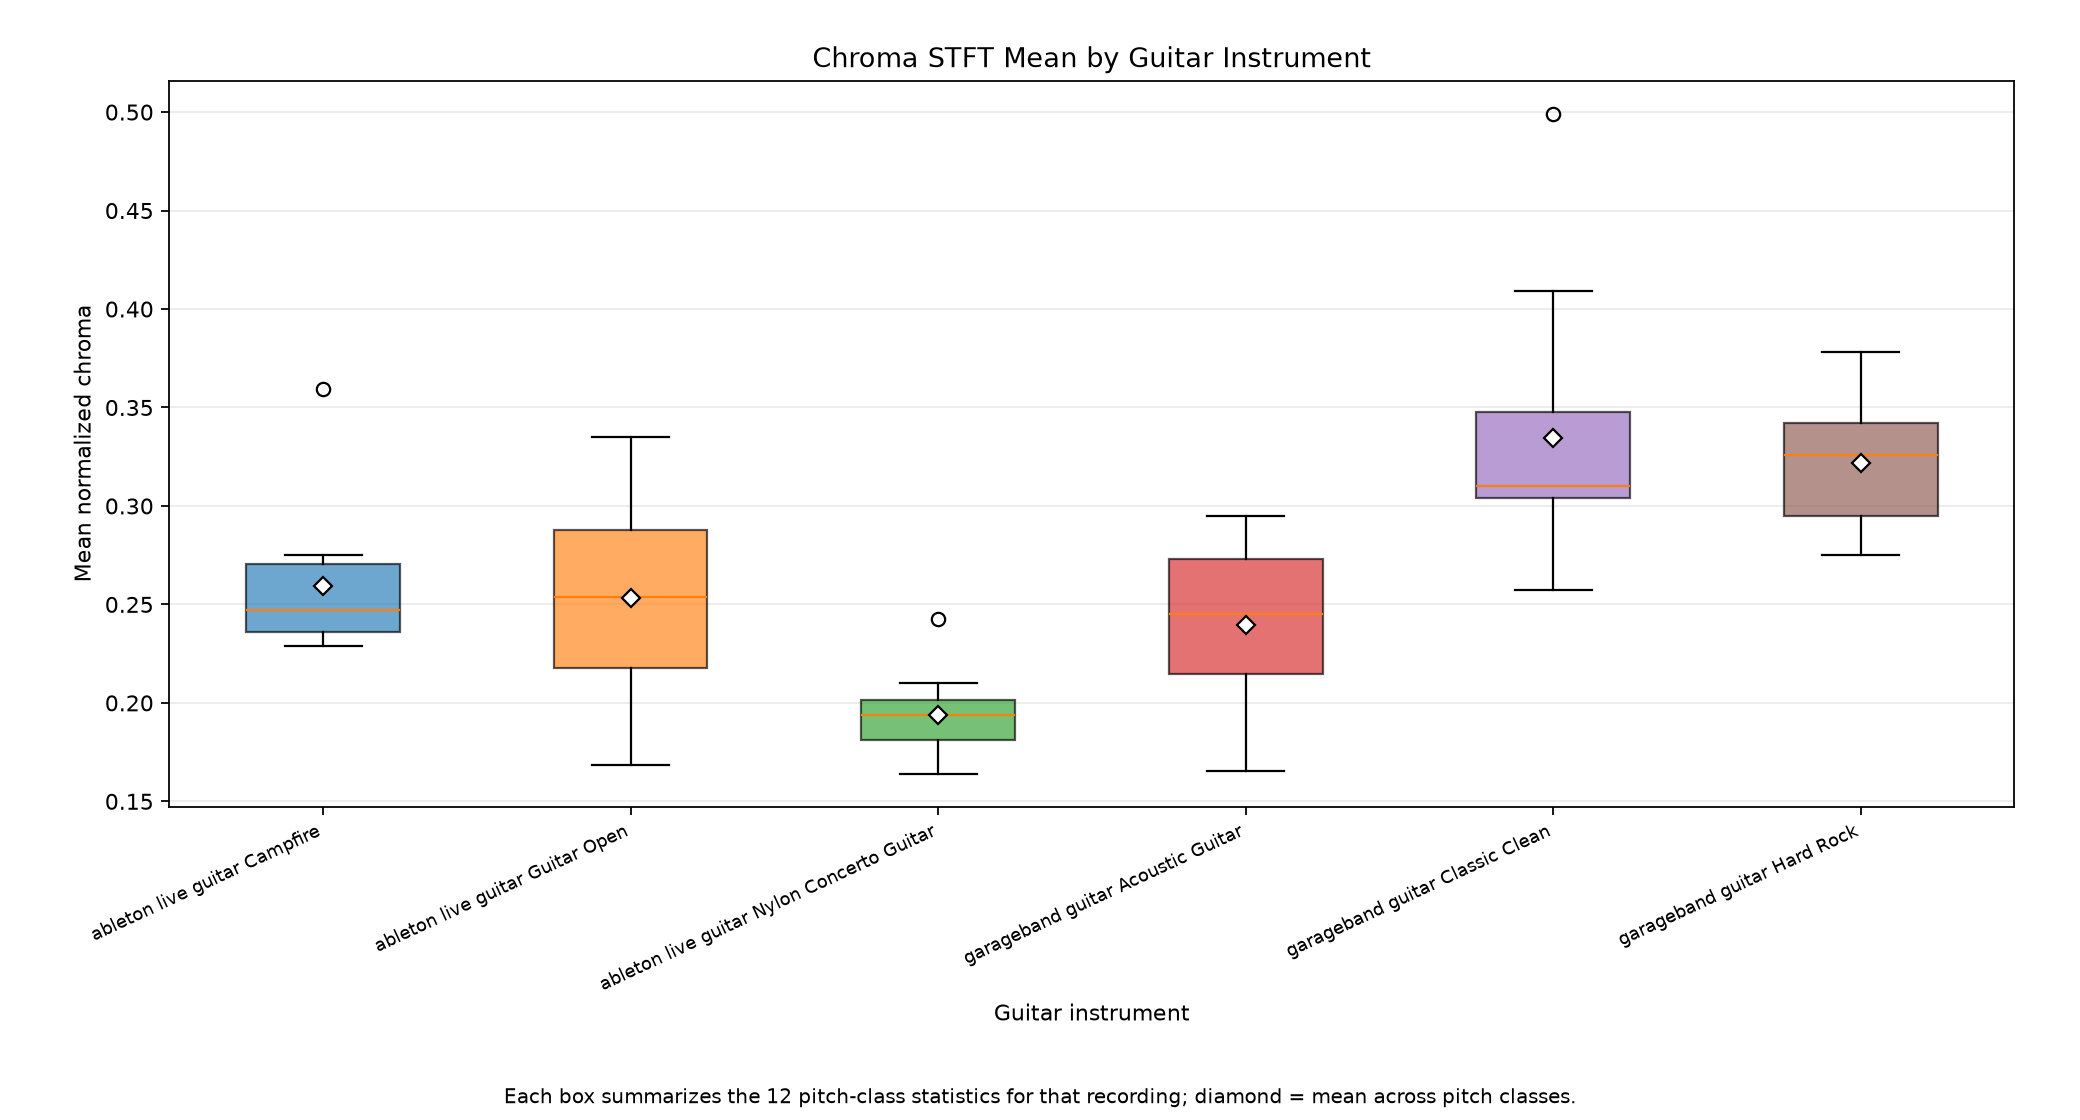 Chroma STFT Mean by Guitar Instrument
Mean normalized chroma
0.50
0.45
0.40
0.35
0.30
0.25
0.20
0.15
ableton live guitar Campfire
ableton live guitar Guitar Open
ableton live guitar Nylon Concerto Guitar
garageband guitar Acoustic Guitar
garageband guitar Classic Clean
garageband guitar Hard Rock
Guitar instrument
Each box summarizes the 12 pitch-class statistics for that recording; diamond = mean across pitch classes.